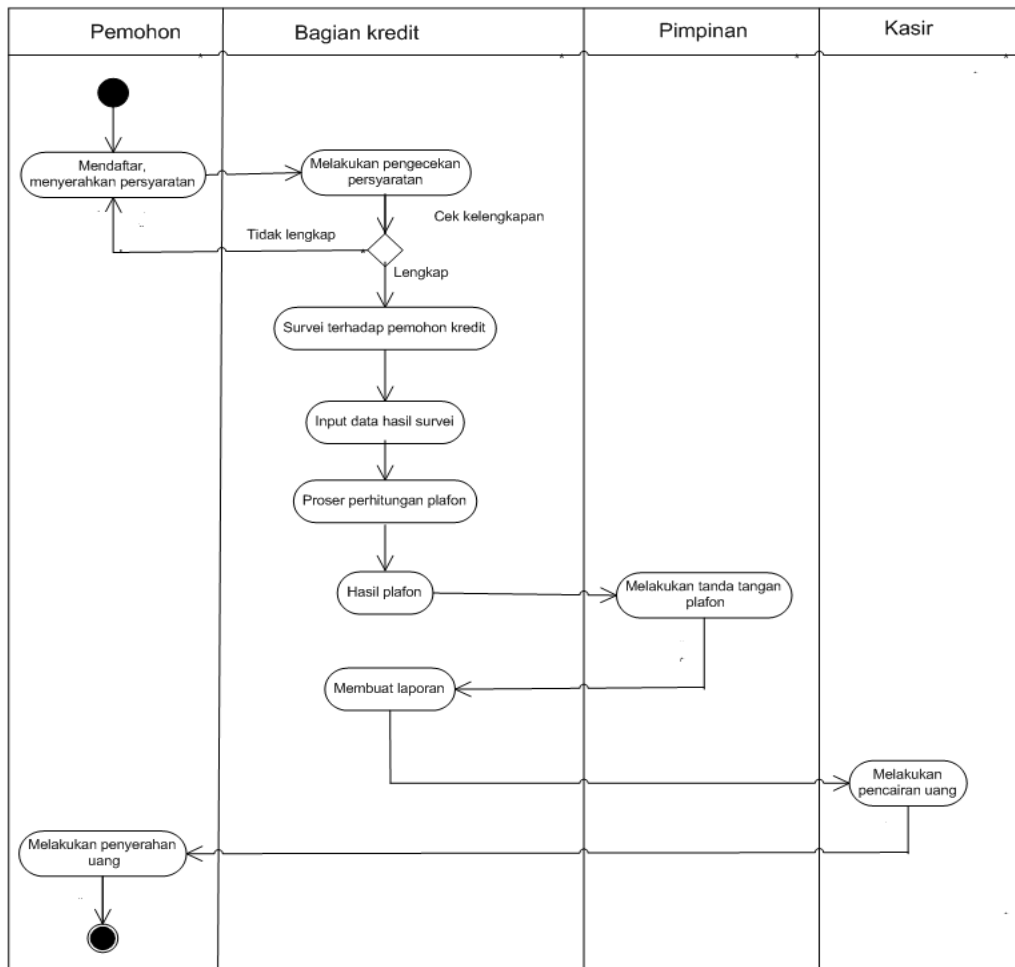 Pemohon
Bagian kredit
Pimpinan
Kasir
Mendaftar,
menyerahkan persyaratan
Melakukan pengecekan
persyaratan
Cek kelengkapan
Tidak lengkap
Lengkap
Survei terhadap pemohon kredit
Input data hasil survei
Proser perhitungan plafon
Hasil plafon
Melakukan tanda tangan
plafon
Membuat laporan
Melakukan
pencairan uang
Melakukan penyerahan
uang